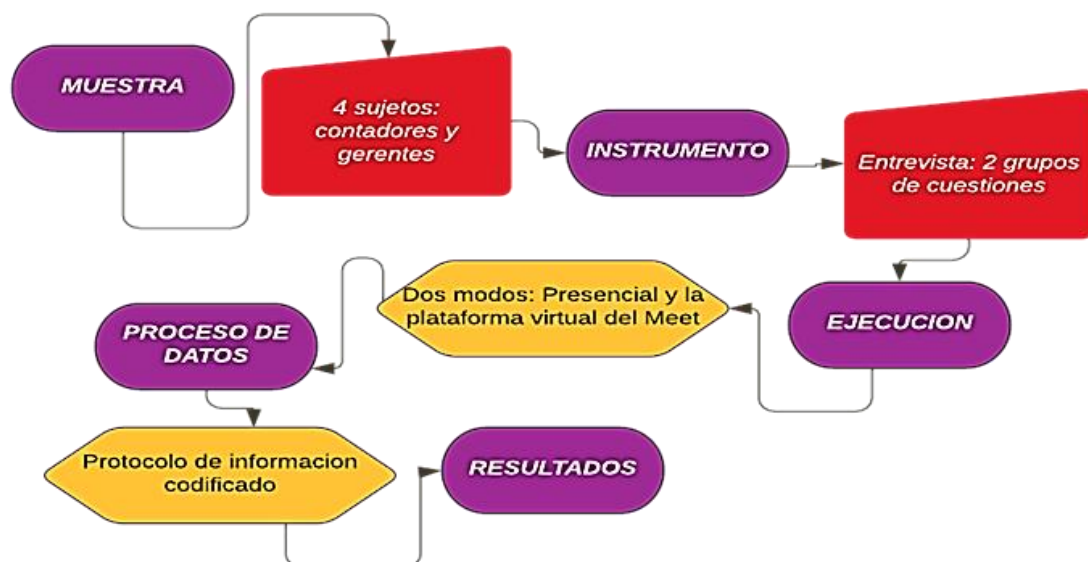 MUESTRA
4 sujetos:
contadores y
gerentes
INSTRUMENTO
Entrevista: 2 grupos
de cuestiones
EJECUCION
Dos modos: Presencial y la
plataforma virtual del Meet
PROCESO DE
DATOS
Protocolo de informacion
codificado
RESULTADOS